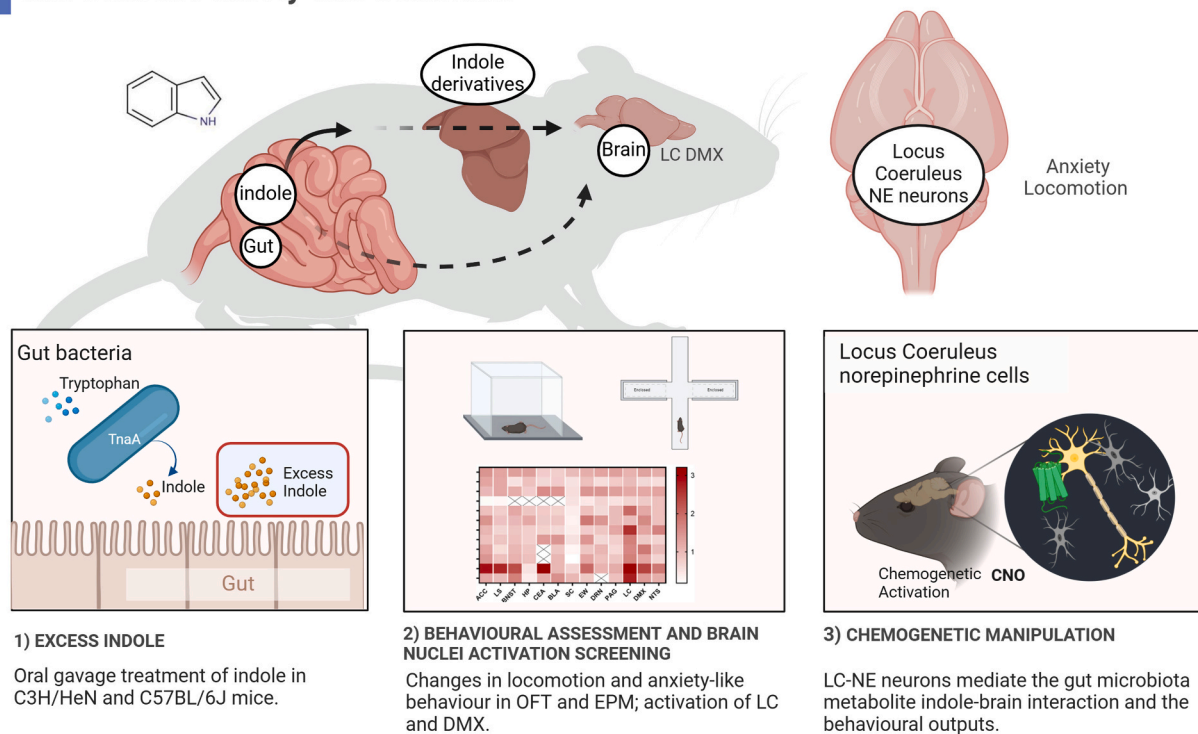 NH
Indole
derivatives
indole
Gut
Brain
LC DMX
Locus
Coeruleus
NE neurons
Anxiety
Locomotion
Gut bacteria
Tryptophan
TnaA
Indole
Excess
Indole
Gut
Enclosed
Enclosed
3
2
1
ACC
LS
BNST
HP
CEA
BLA
SC
EW
DRN
PAG
LC
DMX
NTS
Locus Coeruleus
norepinephrine cells
Chemogenetic
Activation
CNO
1) EXCESS INDOLE
Oral gavage treatment of indole in
C3H/HeN and C57BL/6J mice.
2) BEHAVIOURAL ASSESSMENT AND BRAIN
NUCLEI ACTIVATION SCREENING
Changes in locomotion and anxiety-like
behaviour in OFT and EPM; activation of LC
and DMX.
3) CHEMOGENETIC MANIPULATION
LC-NE neurons mediate the gut microbiota
metabolite indole-brain interaction and the
behavioural outputs.